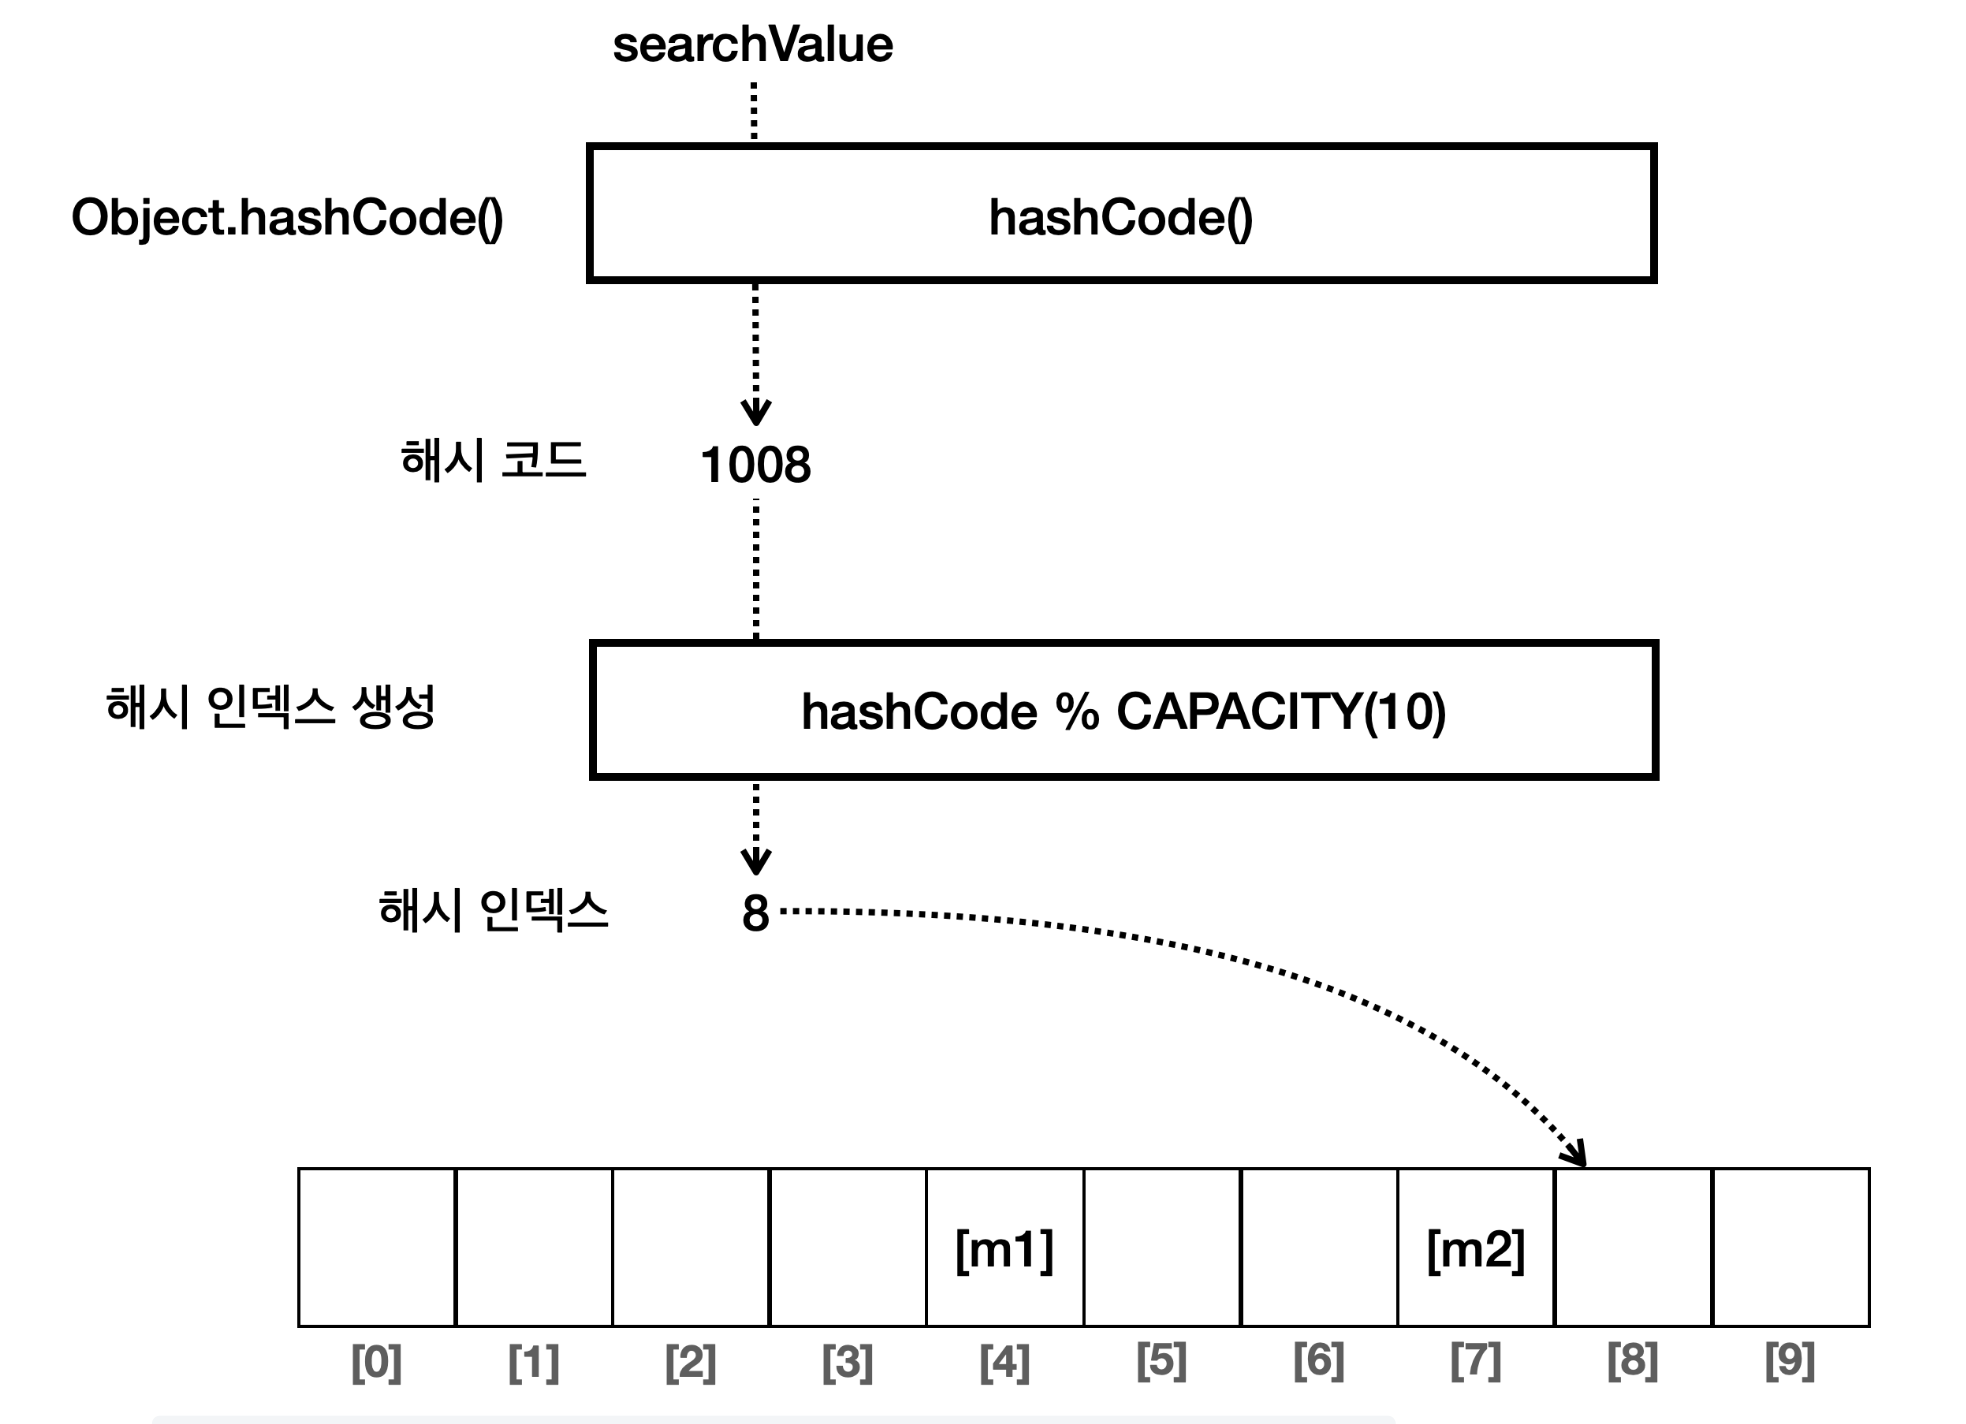 searchValue
Object.hashCode()
hashCode()
해시 코드
1008
해시 인덱스 생성
hashCode % CAPACITY(10)
해시 인덱스
8
[m1]
[m2]
[0]
[1]
[2]
[3]
[4]
[5]
[6]
[7]
[8]
[9]